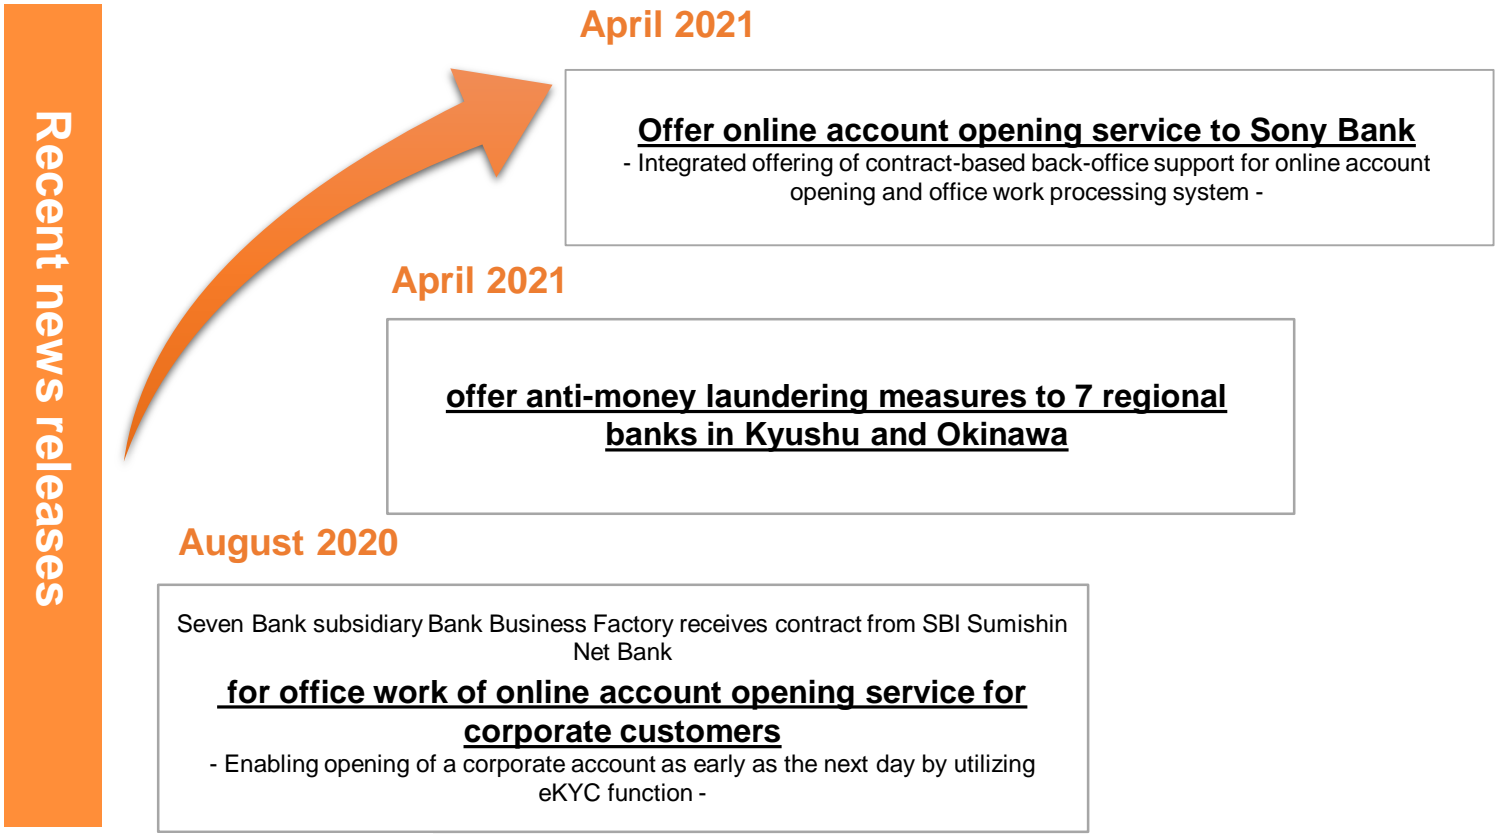 Recent news releases
April 2021
Offer online account opening service to Sony Bank
- Integrated offering of contract-based back-office support for online account
opening and office work processing system -
April 2021
offer anti-money laundering measures to 7 regional
banks in Kyushu and Okinawa
August 2020
Seven Bank subsidiary Bank Business Factory receives contract from SBI Sumishin
Net Bank
for office work of online account opening service for
corporate customers
- Enabling opening of a corporate account as early as the next day by utilizing
eKYC function -